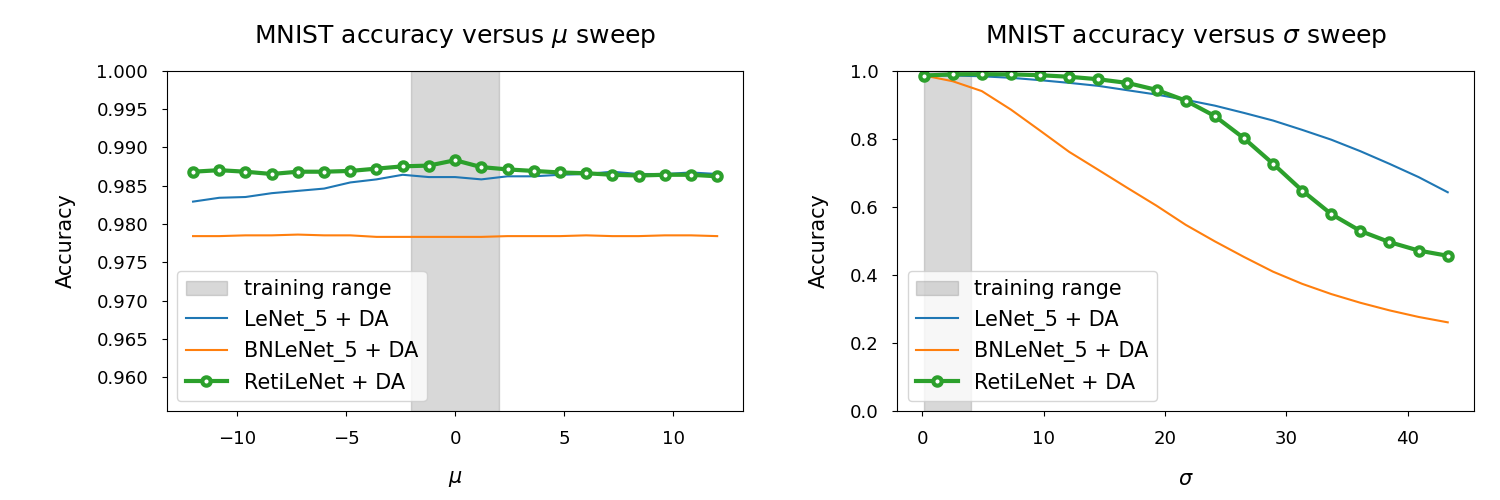 MNIST accuracy versus μ sweep
1.000
0.995
0.990
0.985
0.980
0.975
0.970
0.965
0.960
Accuracy
training range
LeNet_5 + DA
BNLeNet_5 + DA
RetiLeNet + DA
−10
−5
0
5
10
μ
MNIST accuracy versus σ sweep
1.0
0.8
0.6
0.4
0.2
0.0
Accuracy
training range
LeNet_5 + DA
BNLeNet_5 + DA
RetiLeNet + DA
0
10
20
30
40
σ